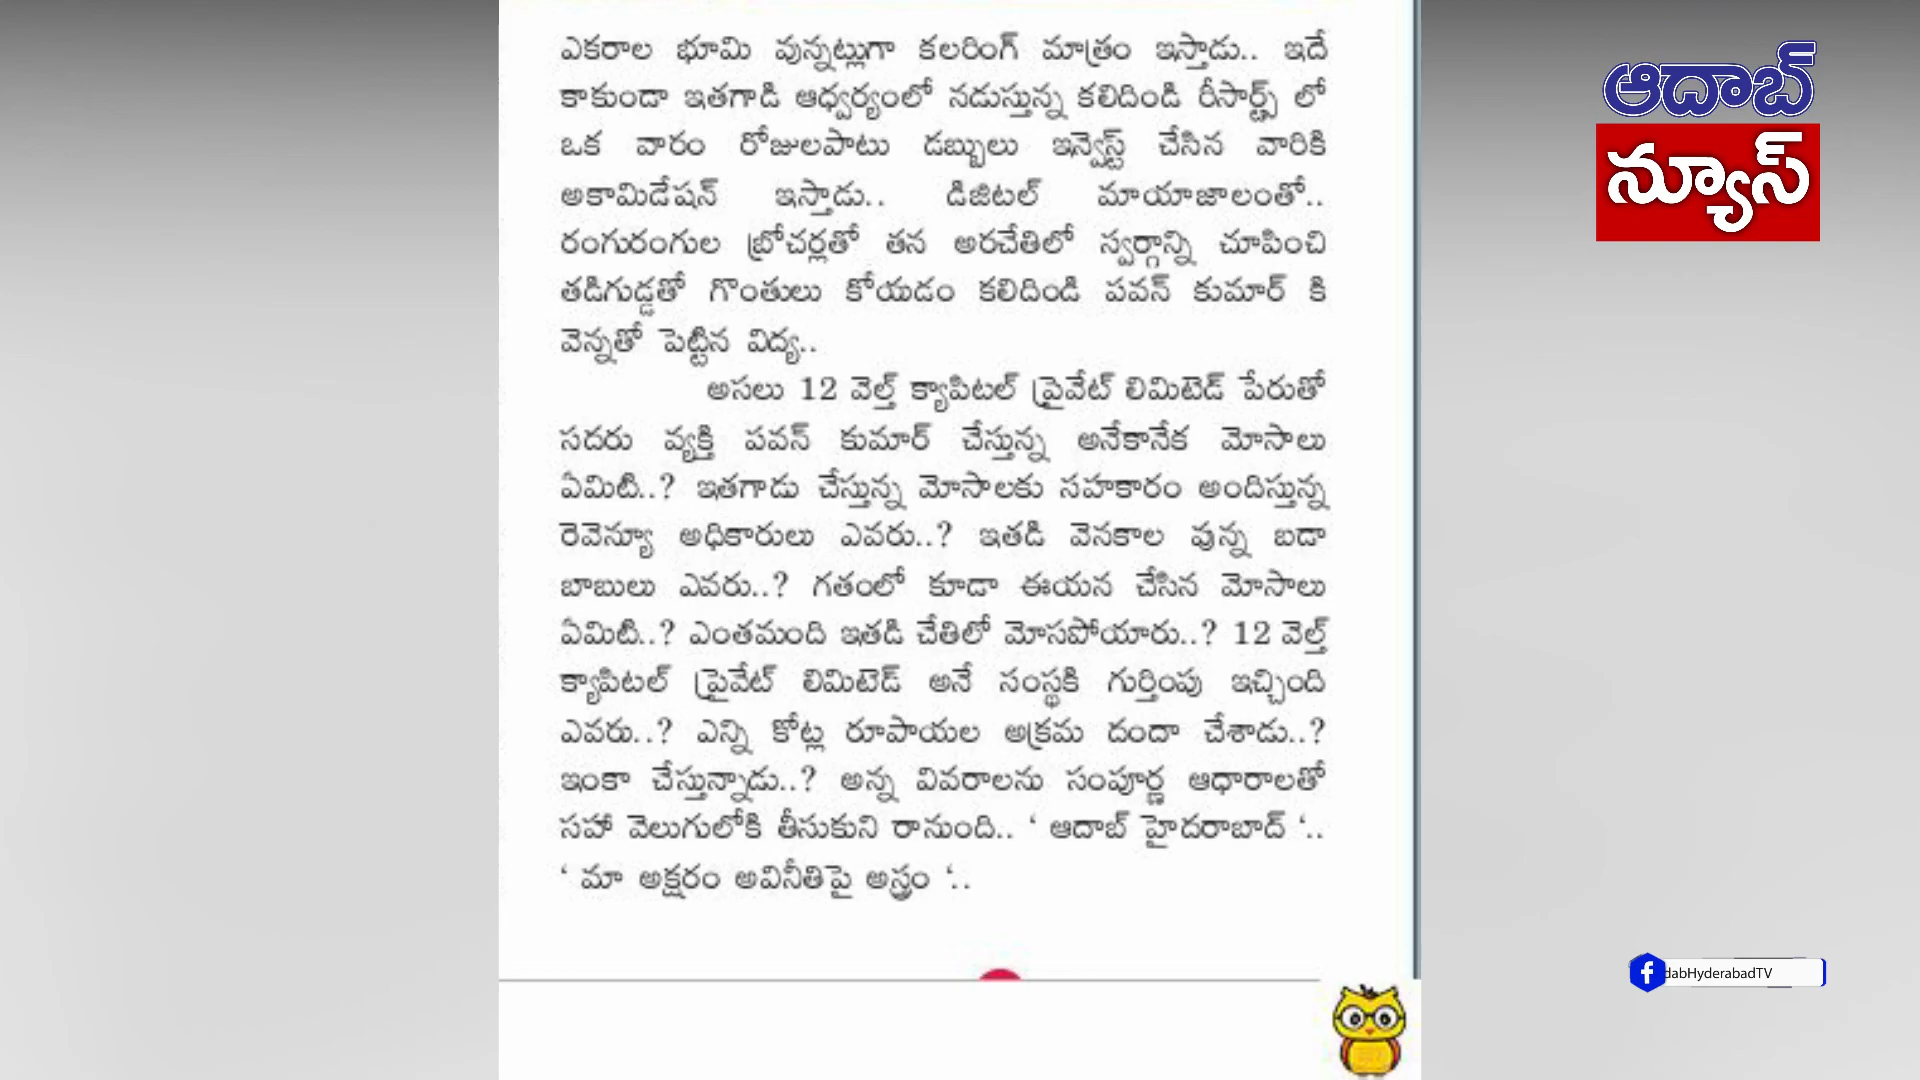 ఎకరాల భూమి వున్నట్లుగా కలరింగ్ మాత్రం ఇస్తాడు.. ఇదే
కాకుండా ఇతగాడి ఆధ్వర్యంలో నడుస్తున్న కలిదిండి రీసార్ట్స్ లో
ఒక వారం రోజులపాటు డబ్బులు ఇన్వెస్ట్ చేసిన వారికి
అకామిడేషన్ ఇస్తాడు.. డిజిటల్ మాయాజాలంతో..
రంగురంగుల బ్రోచర్లతో తన అరచేతిలో స్వర్గాన్ని చూపించి
తడిగుడ్డతో గొంతులు కోయడం కలిదిండి పవన్ కుమార్ కి
వెన్నతో పెట్టిన విద్య..
అసలు 12 వెల్త్ క్యాపిటల్ ప్రైవేట్ లిమిటెడ్ పేరుతో
సదరు వ్యక్తి పవన్ కుమార్ చేస్తున్న అనేకానేక మోసాలు
ఏమిటి..? ఇతగాడు చేస్తున్న మోసాలకు సహకారం అందిస్తున్న
రెవెన్యూ అధికారులు ఎవరు..? ఇతడి వెనకాల వున్న బడా
బాబులు ఎవరు..? గతంలో కూడా ఈయన చేసిన మోసాలు
ఏమిటి..? ఎంతమంది ఇతడి చేతిలో మోసపోయారు..? 12 వెల్త్
క్యాపిటల్ ప్రైవేట్ లిమిటెడ్ అనే సంస్థకి గుర్తింపు ఇచ్చింది
ఎవరు..? ఎన్ని కోట్ల రూపాయల అక్రమ దందా చేశాడు..?
ఇంకా చేస్తున్నాడు..? అన్న వివరాలను సంపూర్ణ ఆధారాలతో
సహా వెలుగులోకి తీసుకుని రానుంది.. ‘ ఆదాబ్ హైదరాబాద్ ‘..
‘ మా అక్షరం అవినీతిపై అస్త్రం ‘..
ఆదాబ్
న్యూస్
dabHyderabadTV